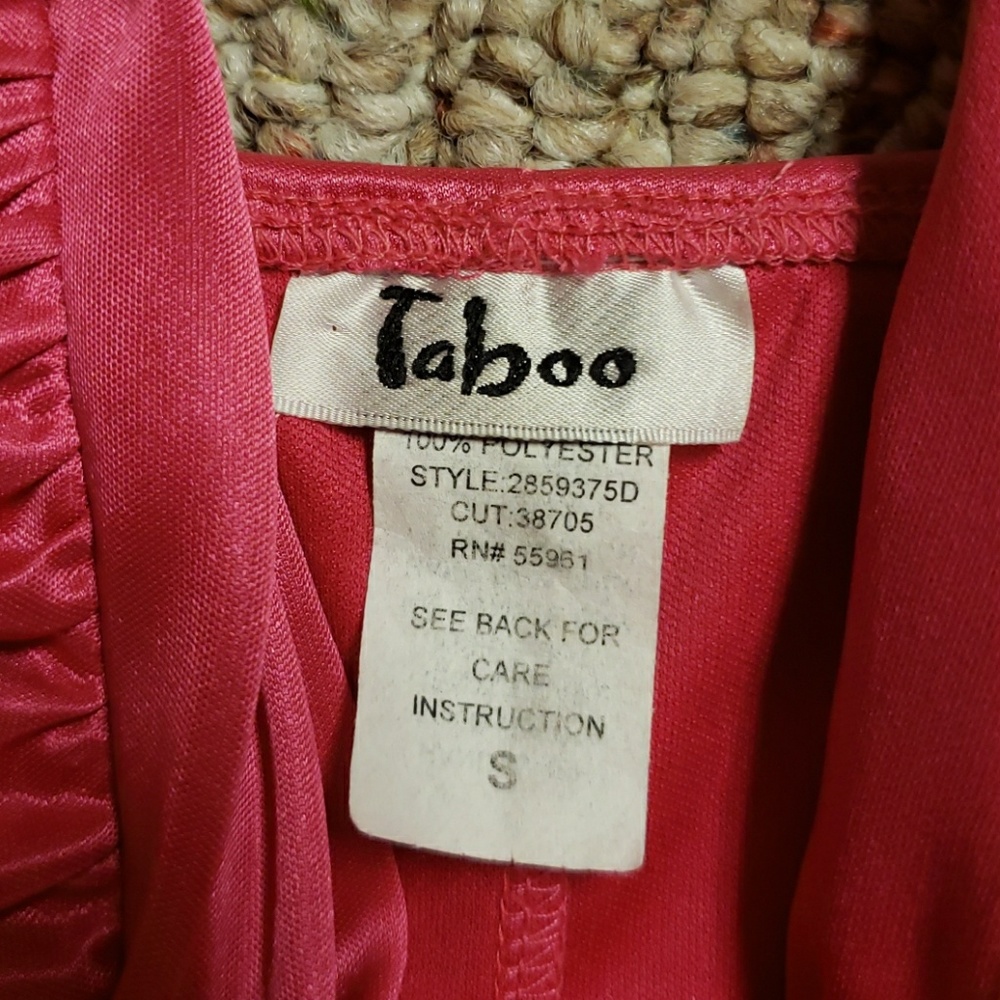 Taboo
100% POLYESTER
STYLE:2859375D
CUT:38705
RN# 55961
SEE BACK FOR
CARE
INSTRUCTION
S